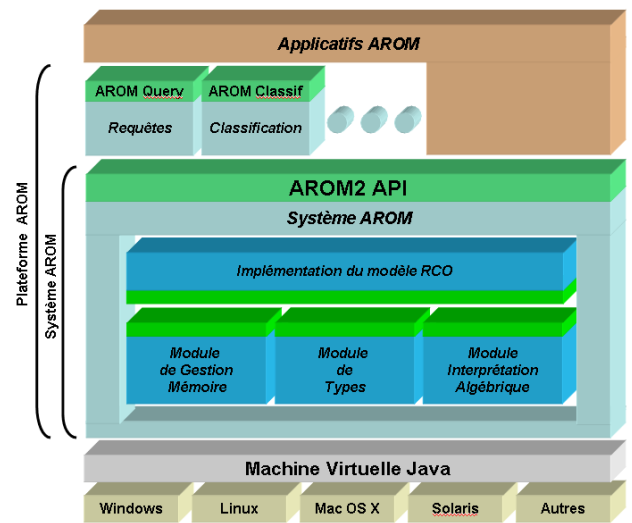 Applicatifs AROM
AROM Query
AROM Classif
Requêtes
Classification
Plateforme AROM
Système AROM
AROM2 API
Système AROM
Implémentation du modèle RCO
Module
de Gestion
Mémoire
Module
de
Types
Module
Interprétation
Algébrique
Machine Virtuelle Java
Windows
Linux
Mac OS X
Solaris
Autres